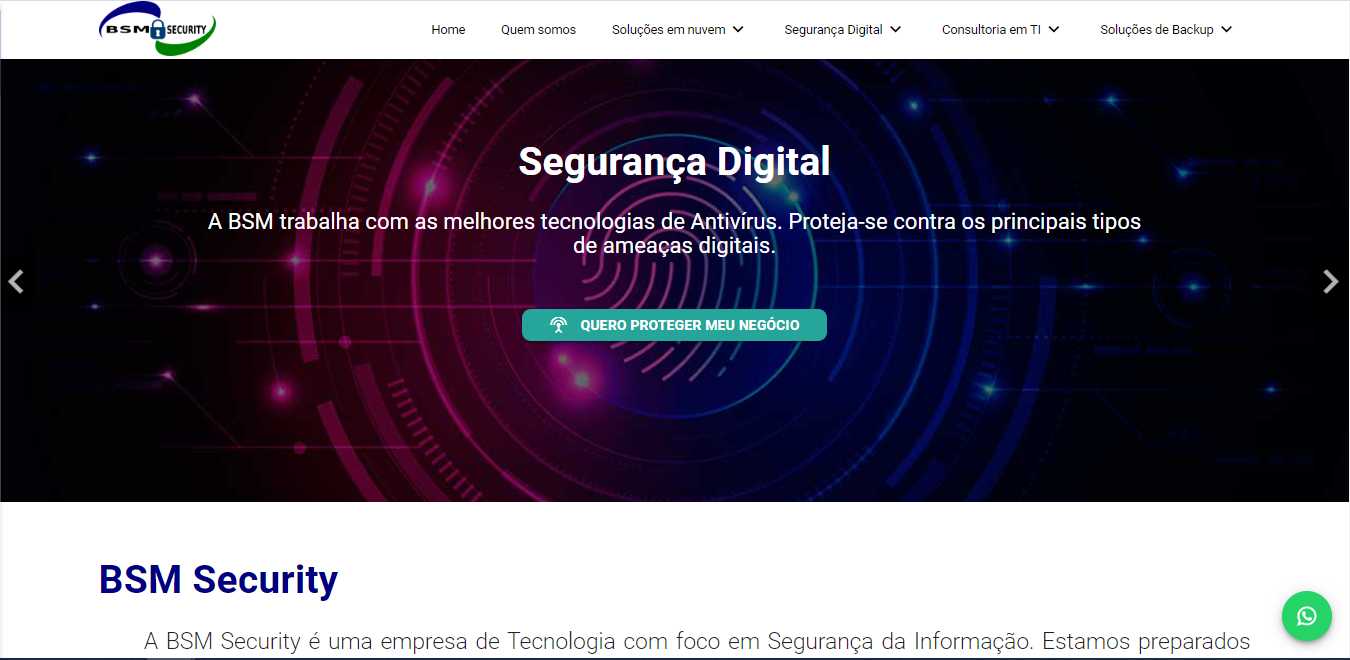 BSM SECURITY
Home Quem somos Soluções em nuvem Segurança Digital Consultoria em TI Soluções de Backup
Segurança Digital
A BSM trabalha com as melhores tecnologias de Antivírus. Proteja-se contra os principais tipos
de ameaças digitais.
QUERO PROTEGER MEU NEGÓCIO
BSM Security
A BSM Security é uma empresa de Tecnologia com foco em Segurança da Informação. Estamos preparados